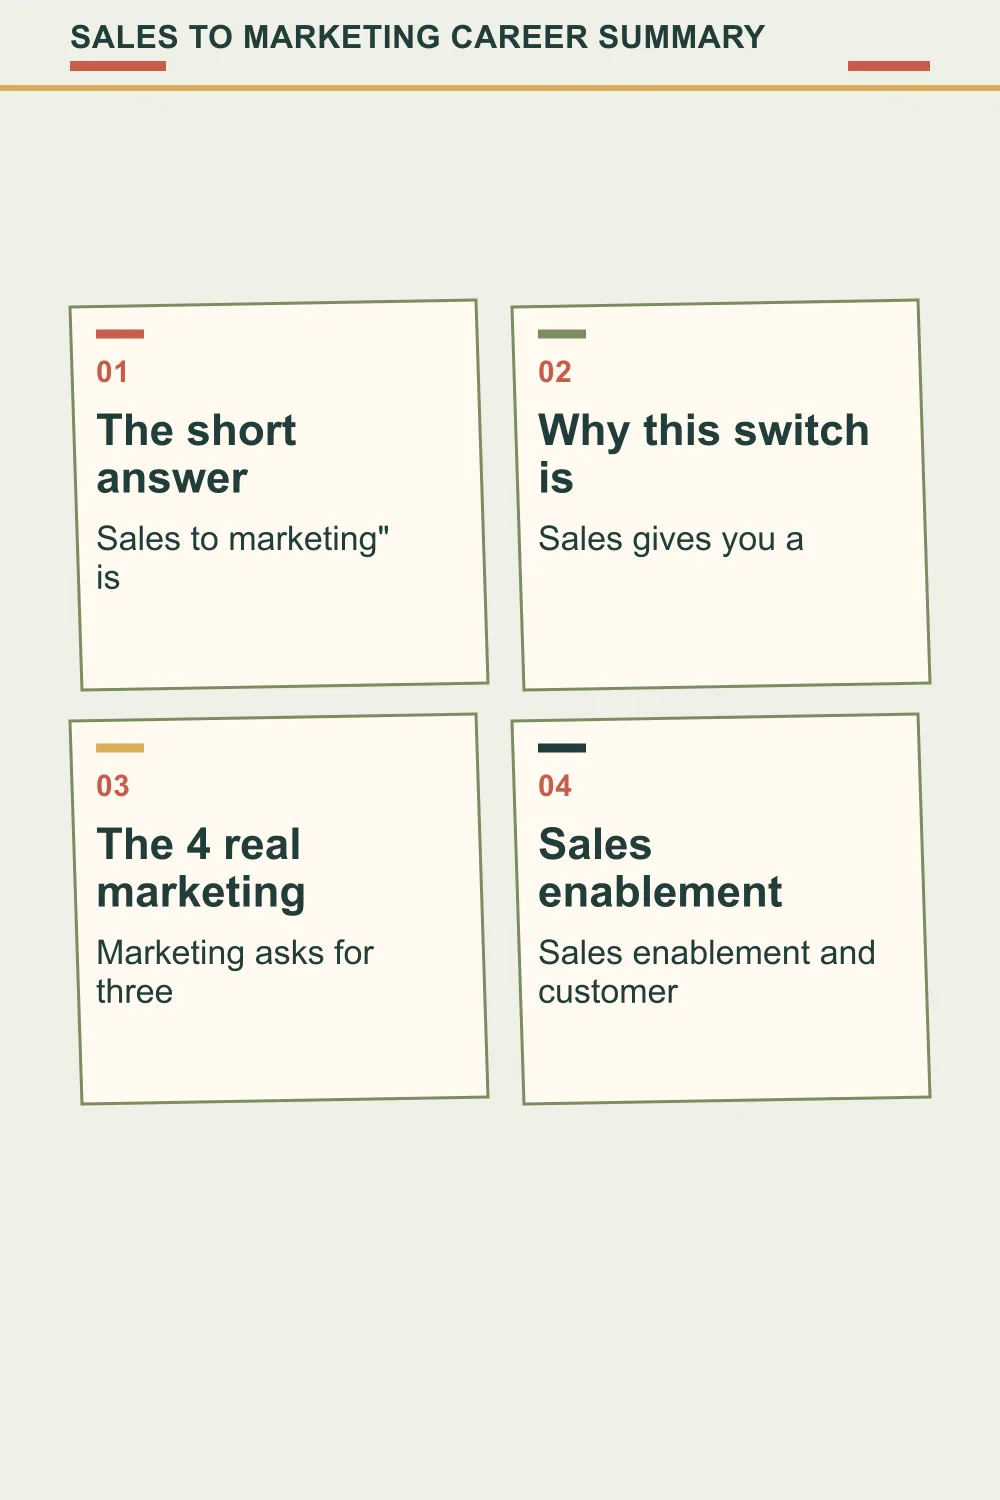 SALES TO MARKETING CAREER SUMMARY
01
The short
answer
Sales to marketing"
is
02
Why this switch
is
Sales gives you a
03
The 4 real
marketing
Marketing asks for
three
04
Sales
enablement
Sales enablement and
customer